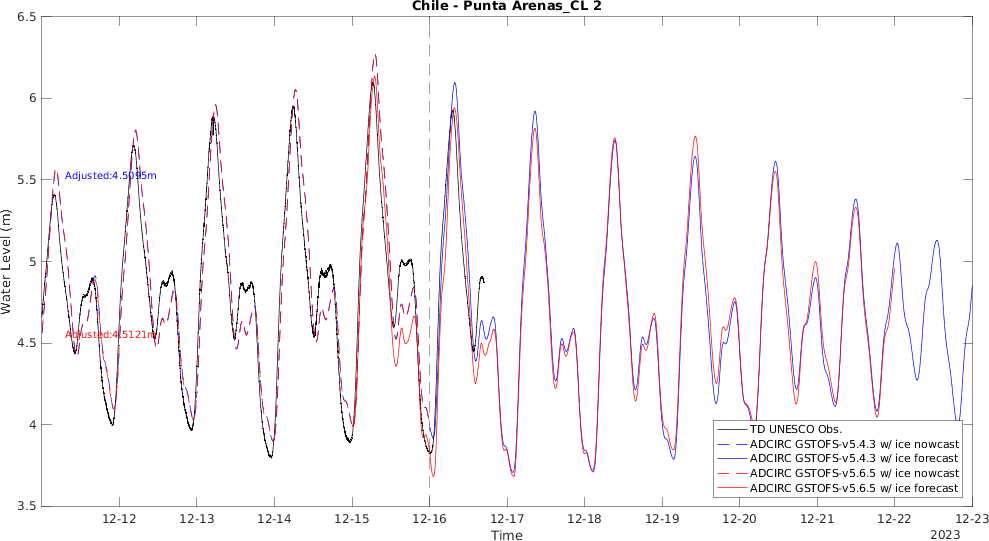 Chile - Punta Arenas_CL 2
6.5
6
5.5
5
4.5
4
3.5
Water Level (m)
Adjusted:4.5095m
Adjusted:4.5121m
TD UNESCO Obs.
ADCIRC GSTOFS-v5.4.3 w/ ice nowcast
ADCIRC GSTOFS-v5.4.3 w/ ice forecast
ADCIRC GSTOFS-v5.6.5 w/ ice nowcast
ADCIRC GSTOFS-v5.6.5 w/ ice forecast
12-12 12-13 12-14 12-15 12-16 12-17 12-18 12-19 12-20 12-21 12-22 12-23
Time
2023